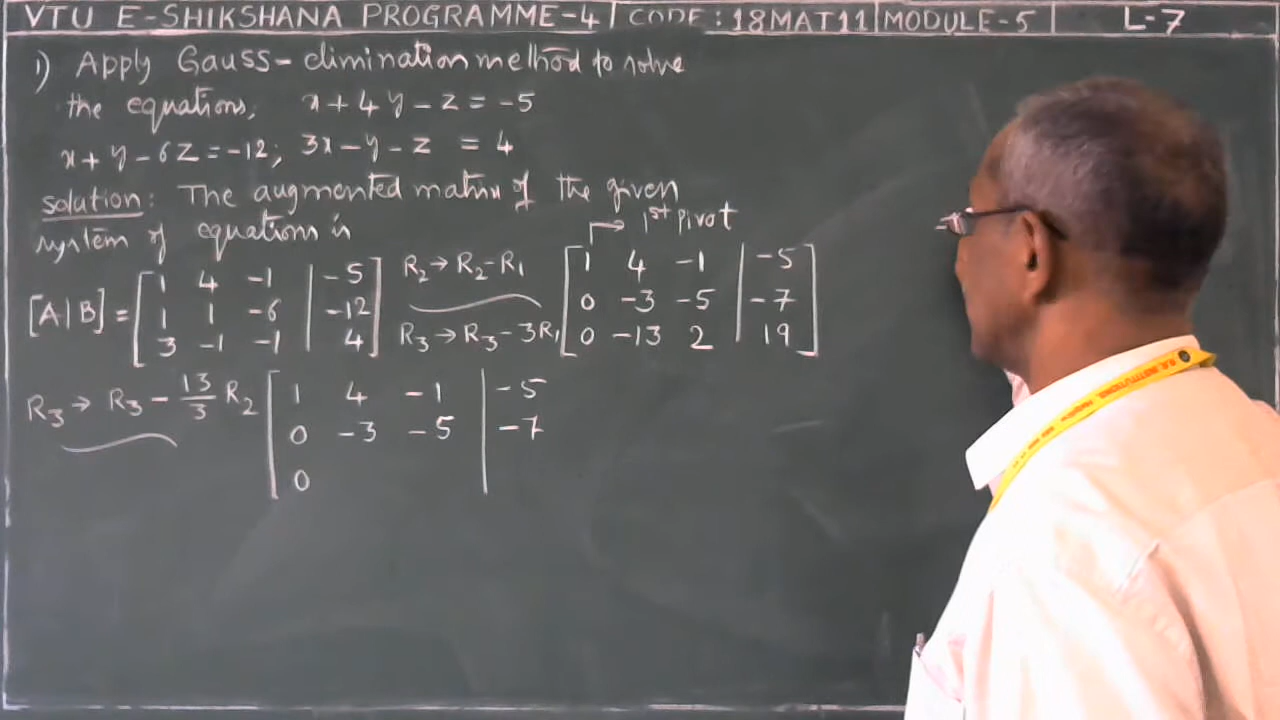 VTU E-SHIKSHANA PROGRAMME-4 | CODE: 18MAT11 | MODULE-5 | L-7
1) Apply Gauss-elimination method to solve
the equations, x+4y-z=-5
x+y-6z=-12; 3x-y-z = 4
Solution: The augmented matrix of the given
system of equations is
1st Pivot
[A|B] = [1 4 -1 | -5; 1 1 -6 | -12; 3 -1 -1 | 4] R2→R2-R1 R3→R3-3R1 [1 4 -1 | -5; 0 -3 -5 | -7; 0 -13 2 | 19]
R3→R3-13/3 R2 [1 4 -1 | -5; 0 -3 -5 | -7; 0